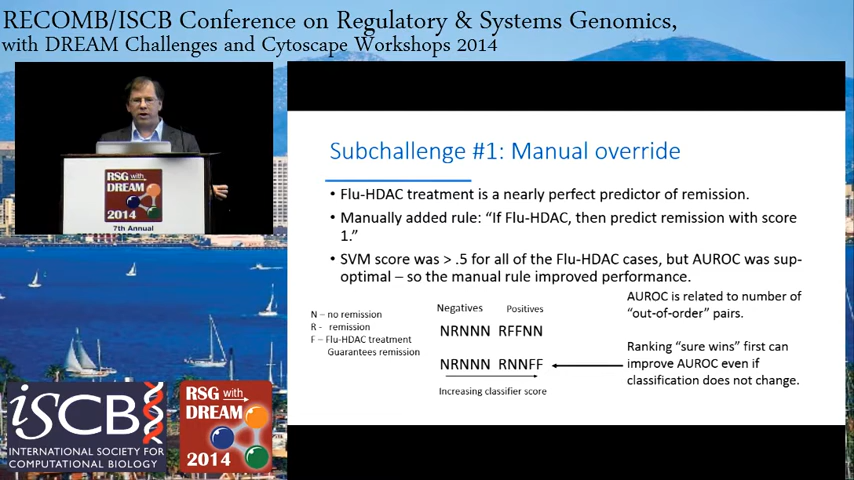 RECOMB/ISCB Conference on Regulatory & Systems Genomics,
with DREAM Challenges and Cytoscape Workshops 2014
RSG with
DREAM
2014
7th Annual
Subchallenge #1: Manual override
• Flu-HDAC treatment is a nearly perfect predictor of remission.
• Manually added rule: “If Flu-HDAC, then predict remission with score
1.”
• SVM score was > .5 for all of the Flu-HDAC cases, but AUROC was sup-
optimal – so the manual rule improved performance.
N – no remission
R - remission
F – Flu-HDAC treatment
Guarantees remission
Negatives Positives
NRNNN RFFNN
NRNNN RNNFF
Increasing classifier score
AUROC is related to number of
“out-of-order” pairs.
Ranking “sure wins” first can
improve AUROC even if
classification does not change.
iSCB
INTERNATIONAL SOCIETY FOR
COMPUTATIONAL BIOLOGY
RSG with
DREAM
2014